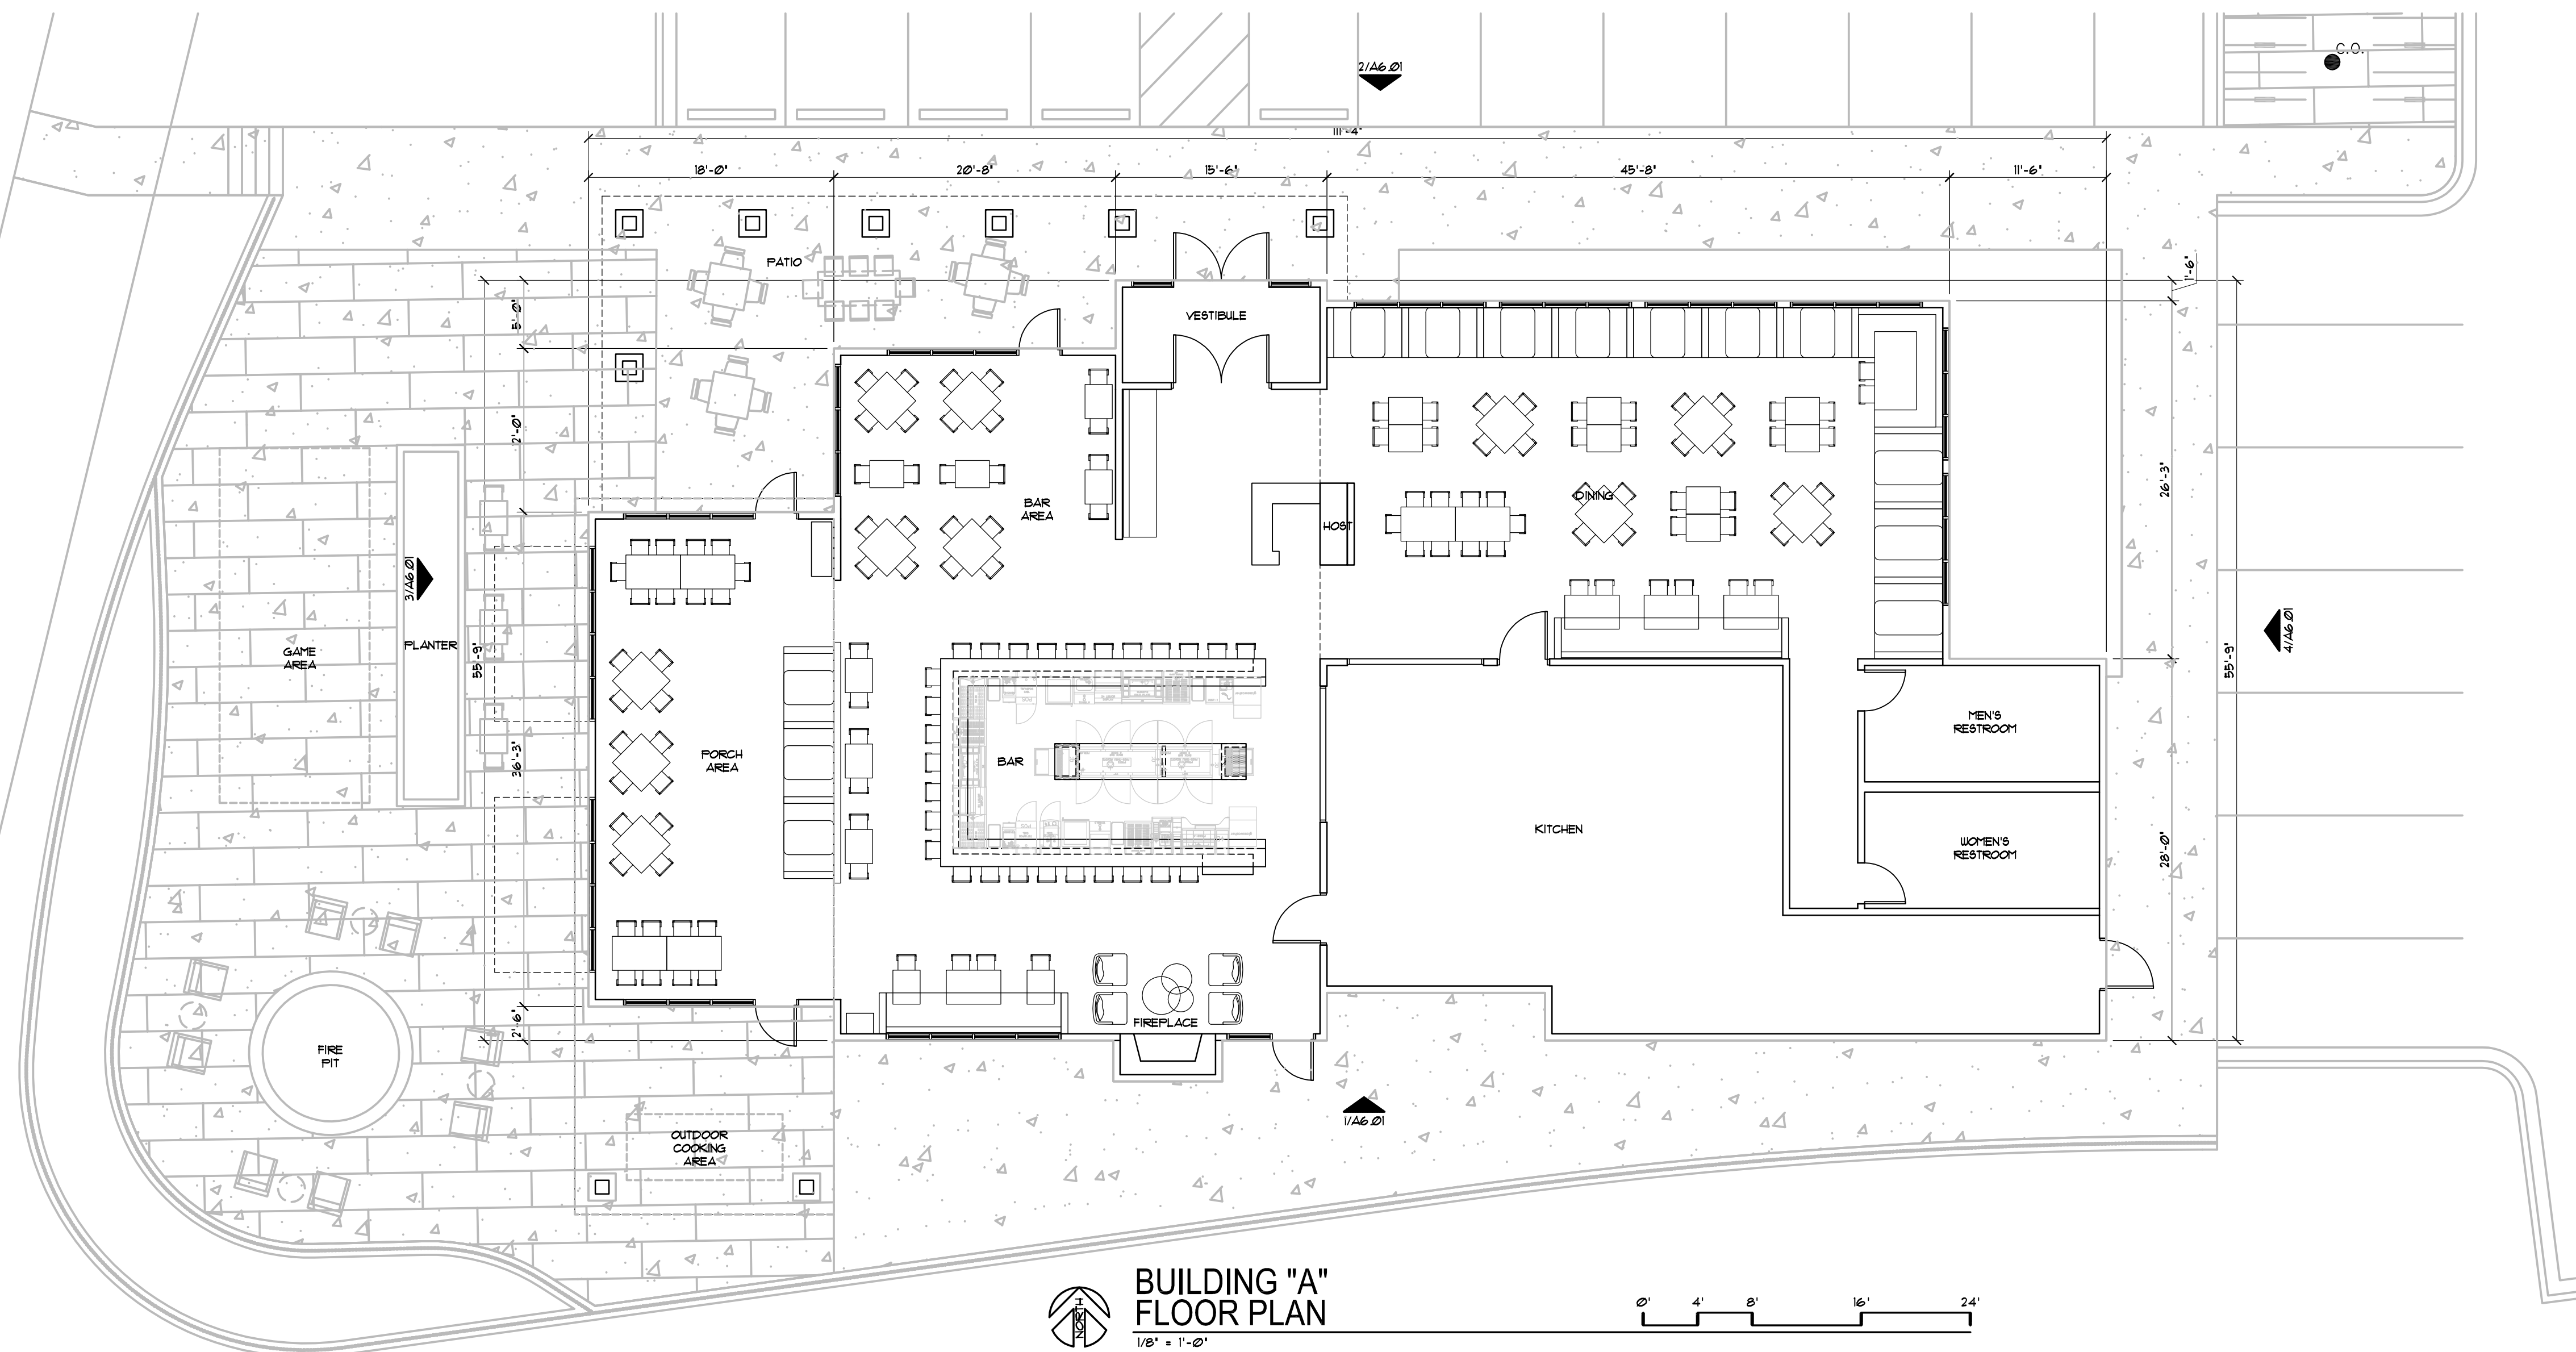 C.O.
2/A6.01
111'-4"
18'-0"
20'-8"
15'-6"
45'-8"
11'-6"
PATIO
1'-6"
5'-0"
VESTIBULE
12'-0"
BAR
AREA
DINING
26'-3"
HOST
3/A6.01
GAME
AREA
PLANTER
55'-9"
55'-9"
4/A6.01
36'-3"
PORCH
AREA
BAR
KITCHEN
MEN'S
RESTROOM
WOMEN'S
RESTROOM
28'-0"
2'-6"
FIREPLACE
FIRE
PIT
1/A6.01
OUTDOOR
COOKING
AREA
NORTH
BUILDING "A"
FLOOR PLAN
1/8" = 1'-0"
0' 4' 8' 16' 24'